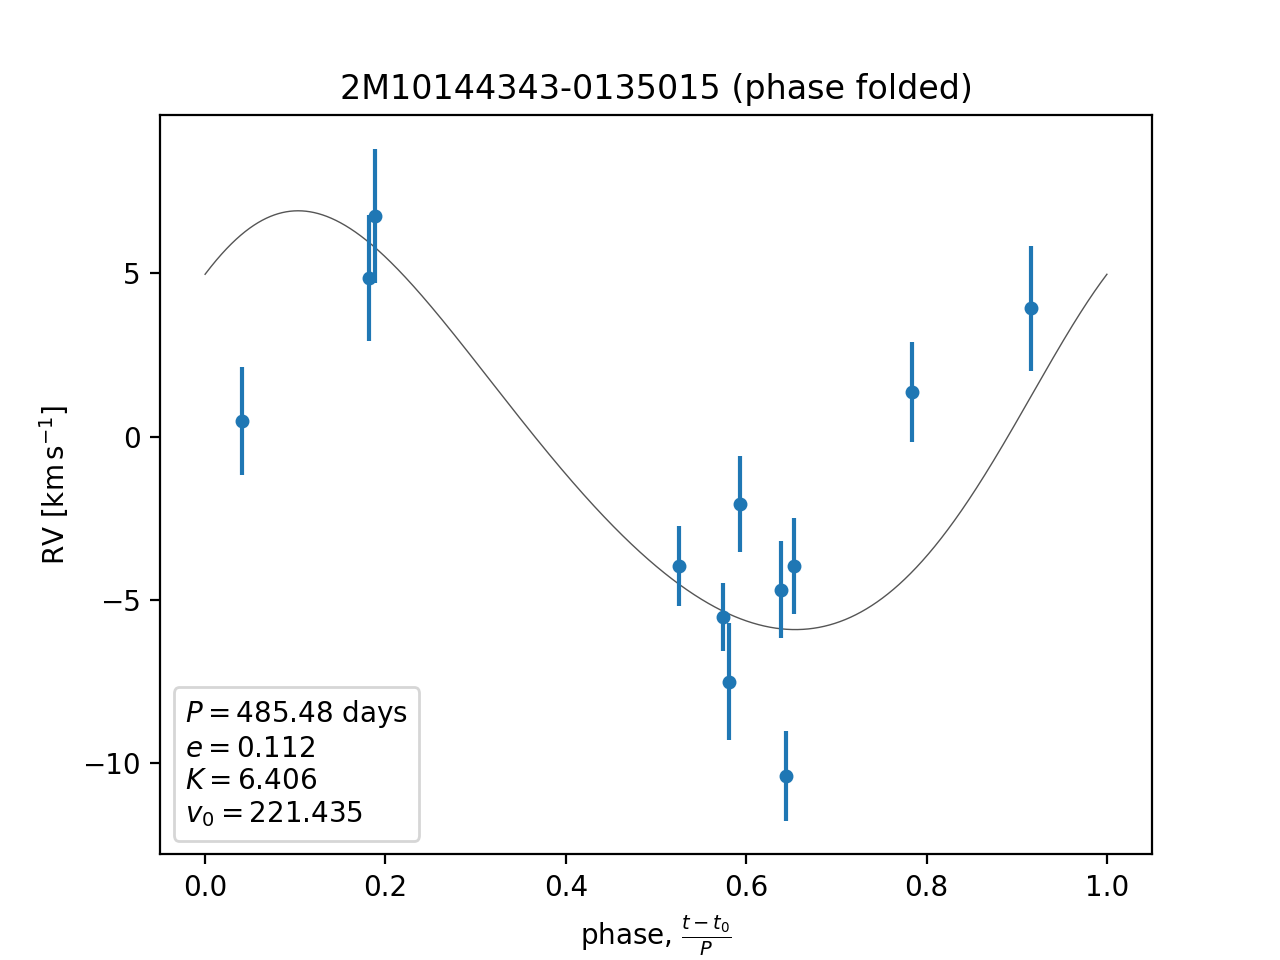 2M10144343-0135015 (phase folded)
5
0
−5
−10
RV [km s⁻¹]
P = 485.48 days
e = 0.112
K = 6.406
v₀ = 221.435
0.0 0.2 0.4 0.6 0.8 1.0
phase, (t − t₀)/P